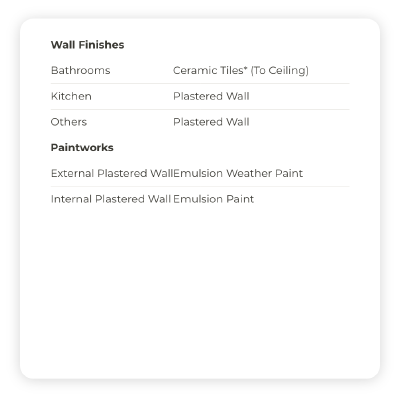 Wall Finishes
Bathrooms Ceramic Tiles* (To Ceiling)
Kitchen Plastered Wall
Others Plastered Wall
Paintworks
External Plastered Wall Emulsion Weather Paint
Internal Plastered Wall Emulsion Paint